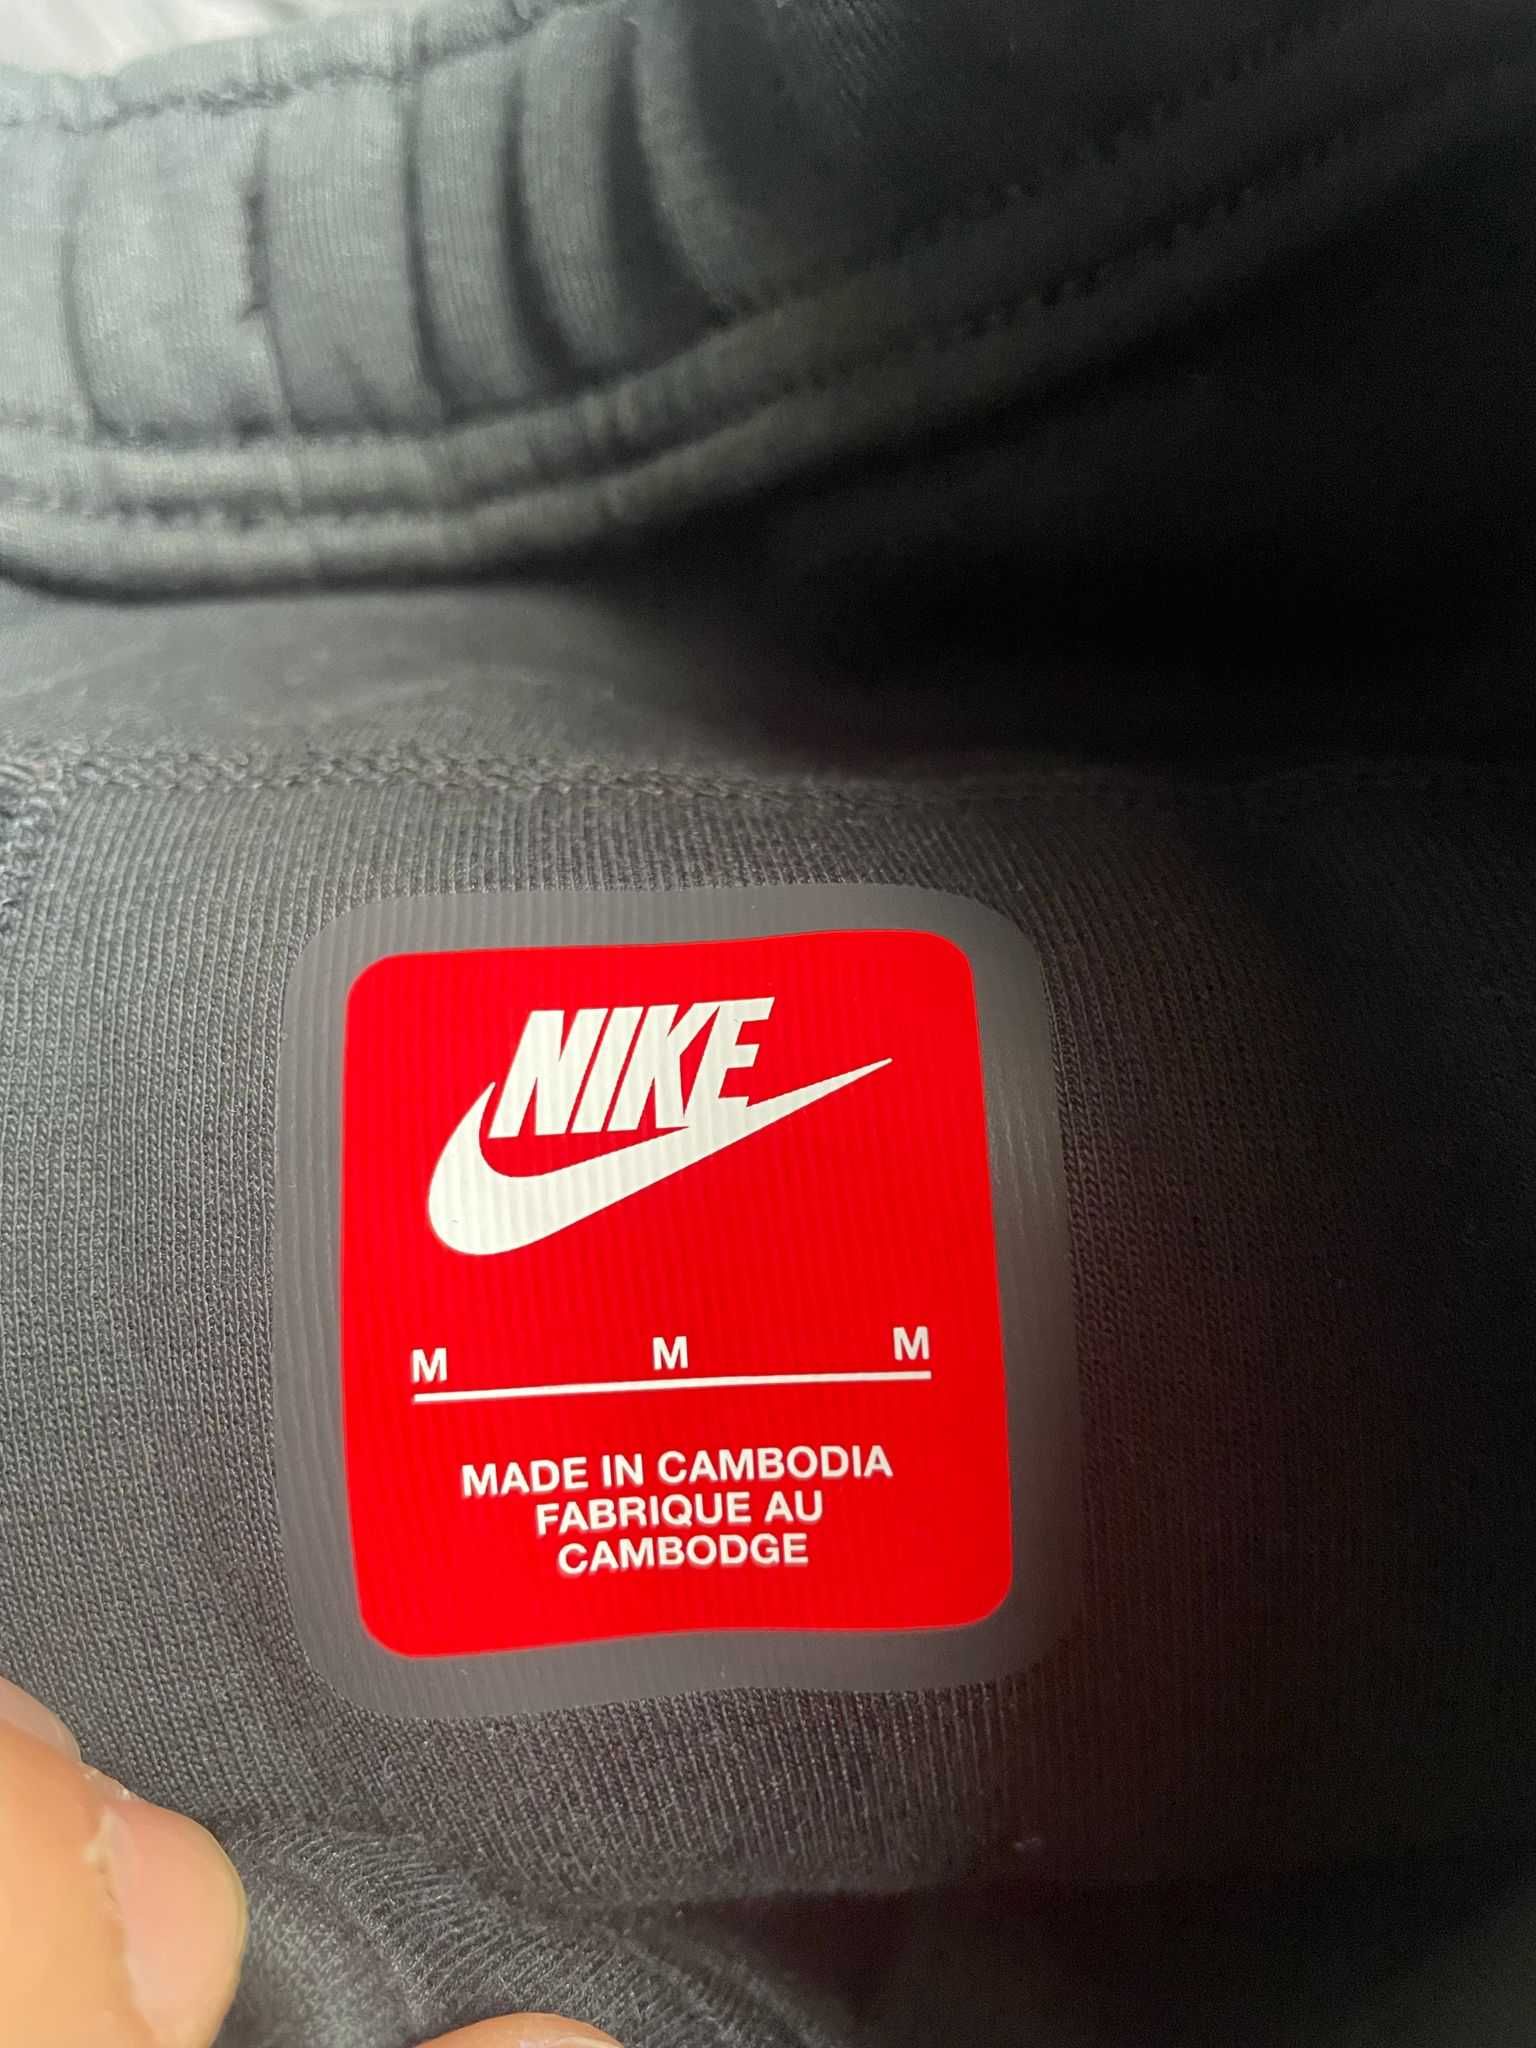 NIKE
M M M
MADE IN CAMBODIA
FABRIQUE AU
CAMBODGE